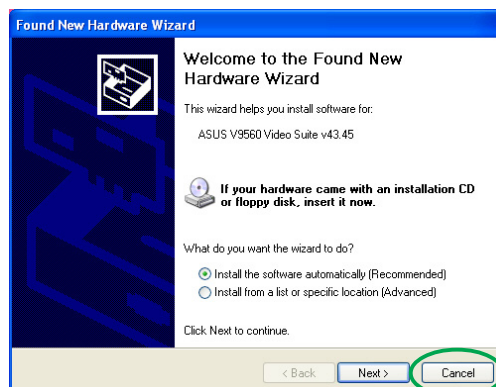 Found New Hardware Wizard
Welcome to the Found New
Hardware Wizard
This wizard helps you install software for:
ASUS V9560 Video Suite v43.45
If your hardware came with an installation CD
or floppy disk, insert it now.
What do you want the wizard to do?
Install the software automatically (Recommended)
Install from a list or specific location (Advanced)
Click Next to continue.
< Back Next > Cancel